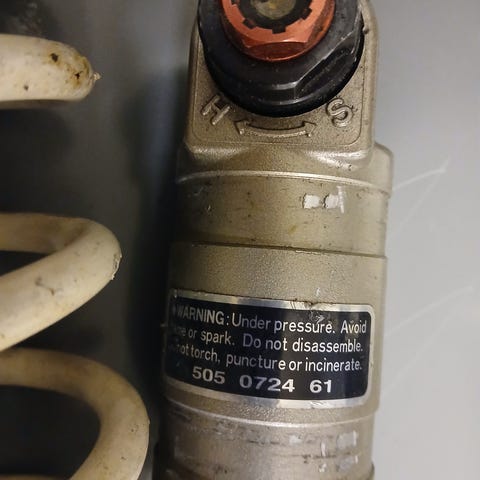 H S
WARNING: Under pressure. Avoid
or spark. Do not disassemble.
not torch, puncture or incinerate.
505 0724 61